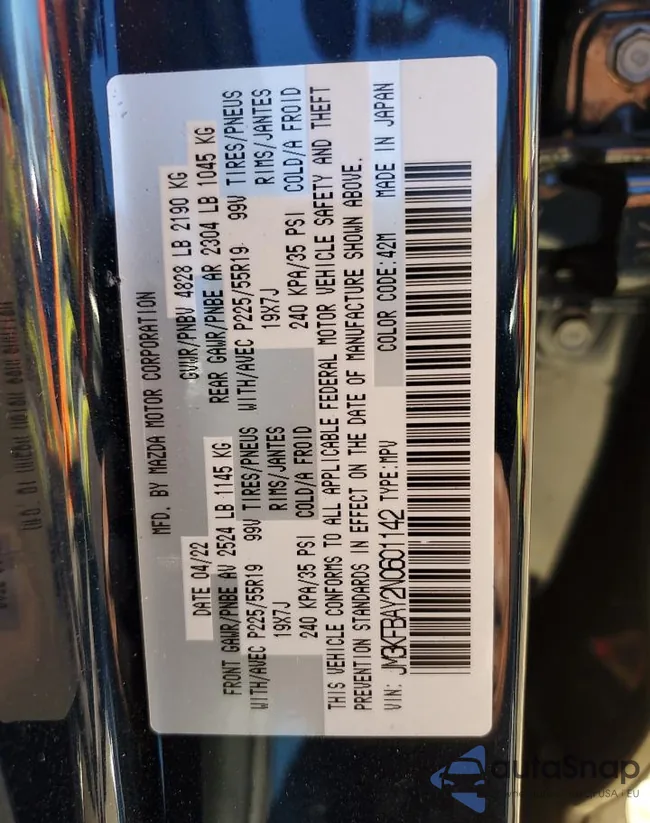 MFD. BY MAZDA MOTOR CORPORATION
DATE 04/22 GVWR/PNBV 4828 LB 2190 KG
FRONT GAWR/PNBE AV 2524 LB 1145 KG REAR GAWR/PNBE AR 2304 LB 1045 KG
WITH/AVEC P225/55R19 99V TIRES/PNEUS WITH/AVEC P225/55R19 99V TIRES/PNEUS
19X7J RIMS/JANTES 19X7J RIMS/JANTES
240 KPA/35 PSI COLD/A FROID 240 KPA/35 PSI COLD/A FROID
THIS VEHICLE CONFORMS TO ALL APPLICABLE FEDERAL MOTOR VEHICLE SAFETY AND THEFT
PREVENTION STANDARDS IN EFFECT ON THE DATE OF MANUFACTURE SHOWN ABOVE.
VIN: JM3KFBAY2N0601142 TYPE: MPV COLOR CODE: 42M MADE IN JAPAN
autoSnap